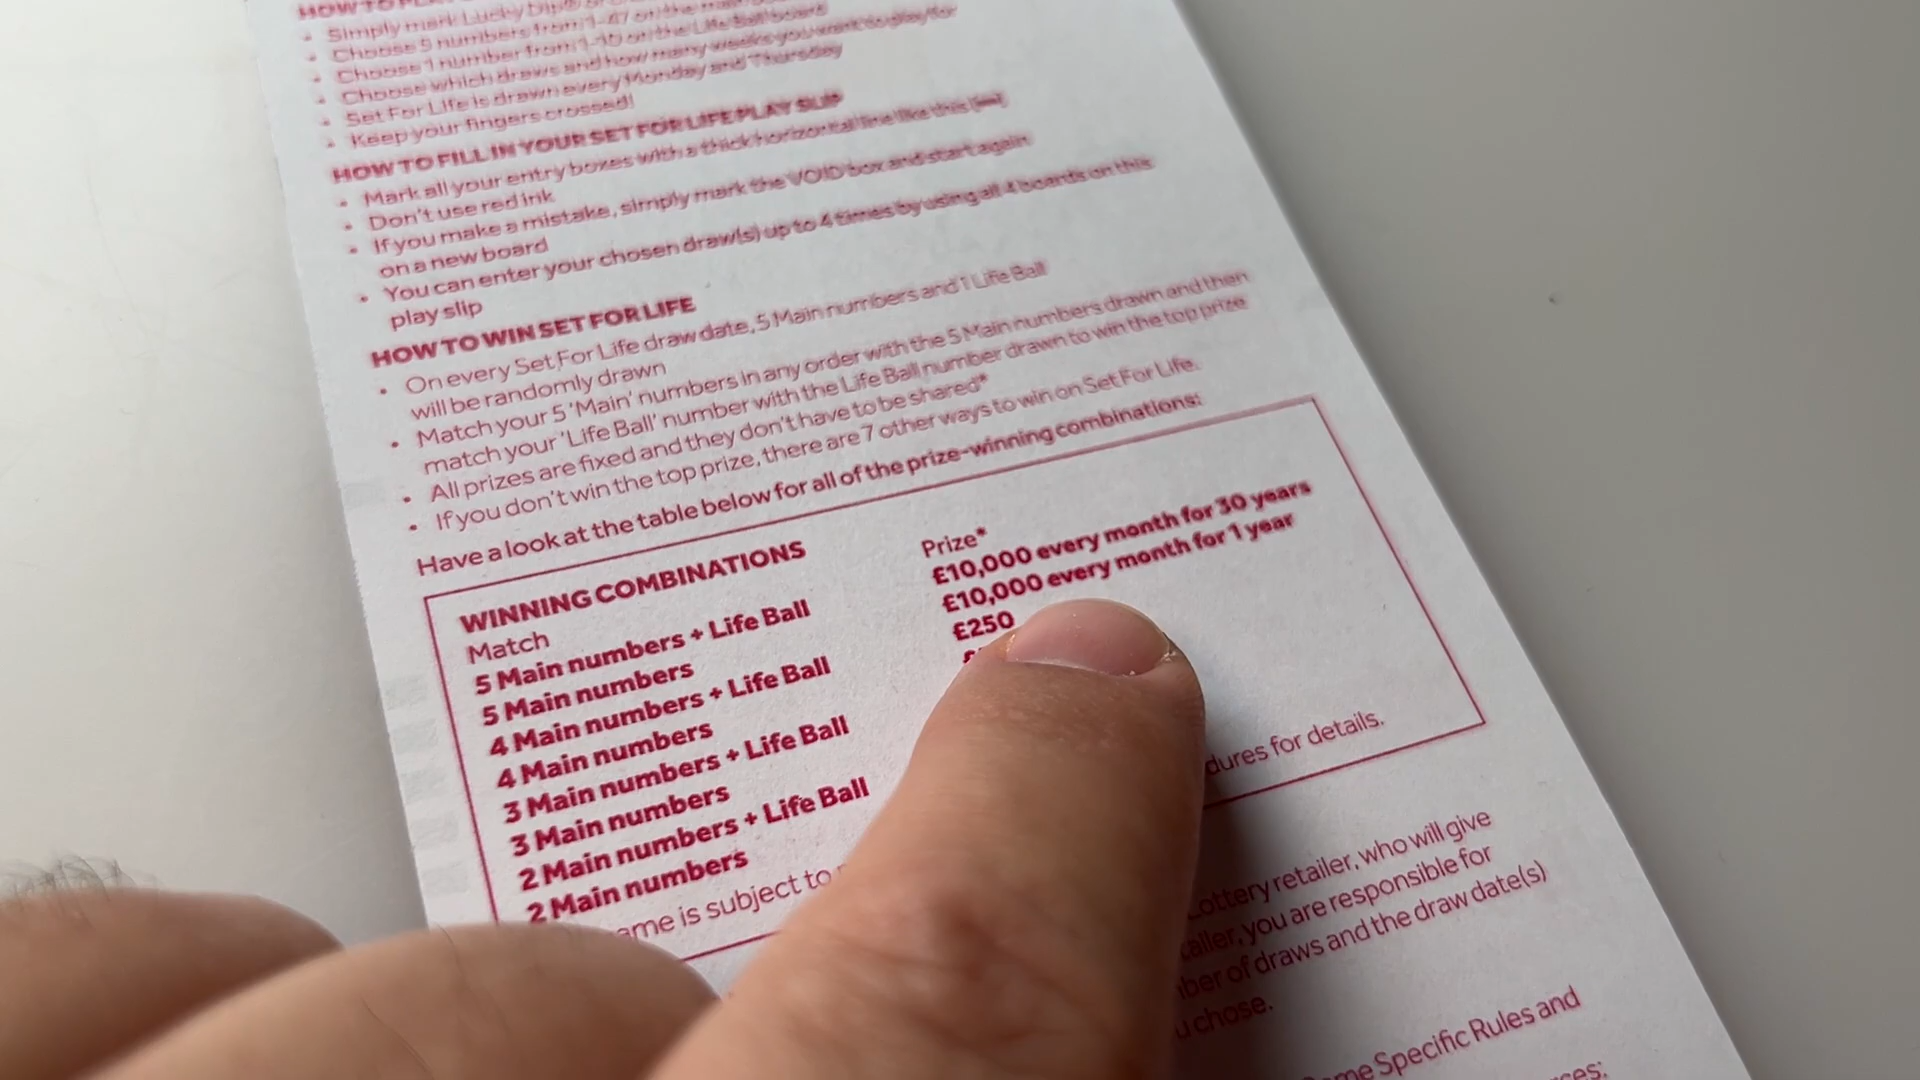 HOW TO PLAY
Simply mark Lucky Dip® or
Choose 5 numbers from 1-47 on the main
Choose 1 number from 1-10 on the Life Ball board
Choose which draws and how many weeks you want to play for
Set For Life is drawn every Monday and Thursday
Keep your fingers crossed!
HOW TO FILL IN YOUR SET FOR LIFE PLAY SLIP
Mark all your entry boxes with a thick horizontal line like this [—]
Don't use red ink
If you make a mistake, simply mark the VOID box and start again
on a new board
You can enter your chosen draw(s) up to 4 times by using all 4 boards on this
play slip
HOW TO WIN SET FOR LIFE
On every Set For Life draw date, 5 Main numbers and 1 Life Ball
will be randomly drawn
Match your 5 'Main' numbers in any order with the 5 Main numbers drawn and then
match your 'Life Ball' number with the Life Ball number drawn to win the top prize
All prizes are fixed and they don't have to be shared*
If you don't win the top prize, there are 7 other ways to win on Set For Life.
Have a look at the table below for all of the prize-winning combinations:
WINNING COMBINATIONS
Match Prize*
5 Main numbers + Life Ball £10,000 every month for 30 years
5 Main numbers £10,000 every month for 1 year
4 Main numbers + Life Ball £250
4 Main numbers
3 Main numbers + Life Ball
3 Main numbers
2 Main numbers + Life Ball
2 Main numbers
ame is subject to dures for details.
Lottery retailer, who will give
ailer, you are responsible for
ber of draws and the draw date(s)
u chose.
ame Specific Rules and